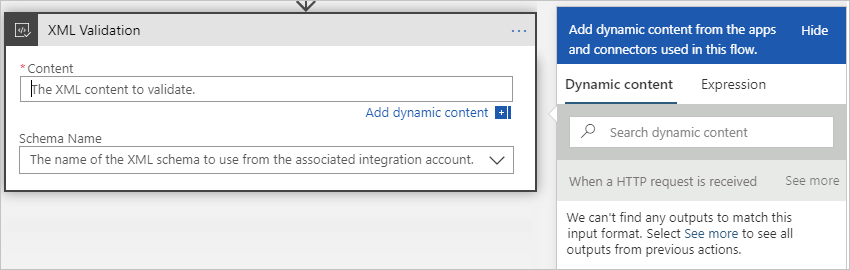 XML Validation
...
* Content
The XML content to validate.
Add dynamic content
Schema Name
The name of the XML schema to use from the associated integration account.
Add dynamic content from the apps
and connectors used in this flow.
Hide
Dynamic content
Expression
Search dynamic content
When a HTTP request is received
See more
We can't find any outputs to match this
input format. Select See more to see all
outputs from previous actions.